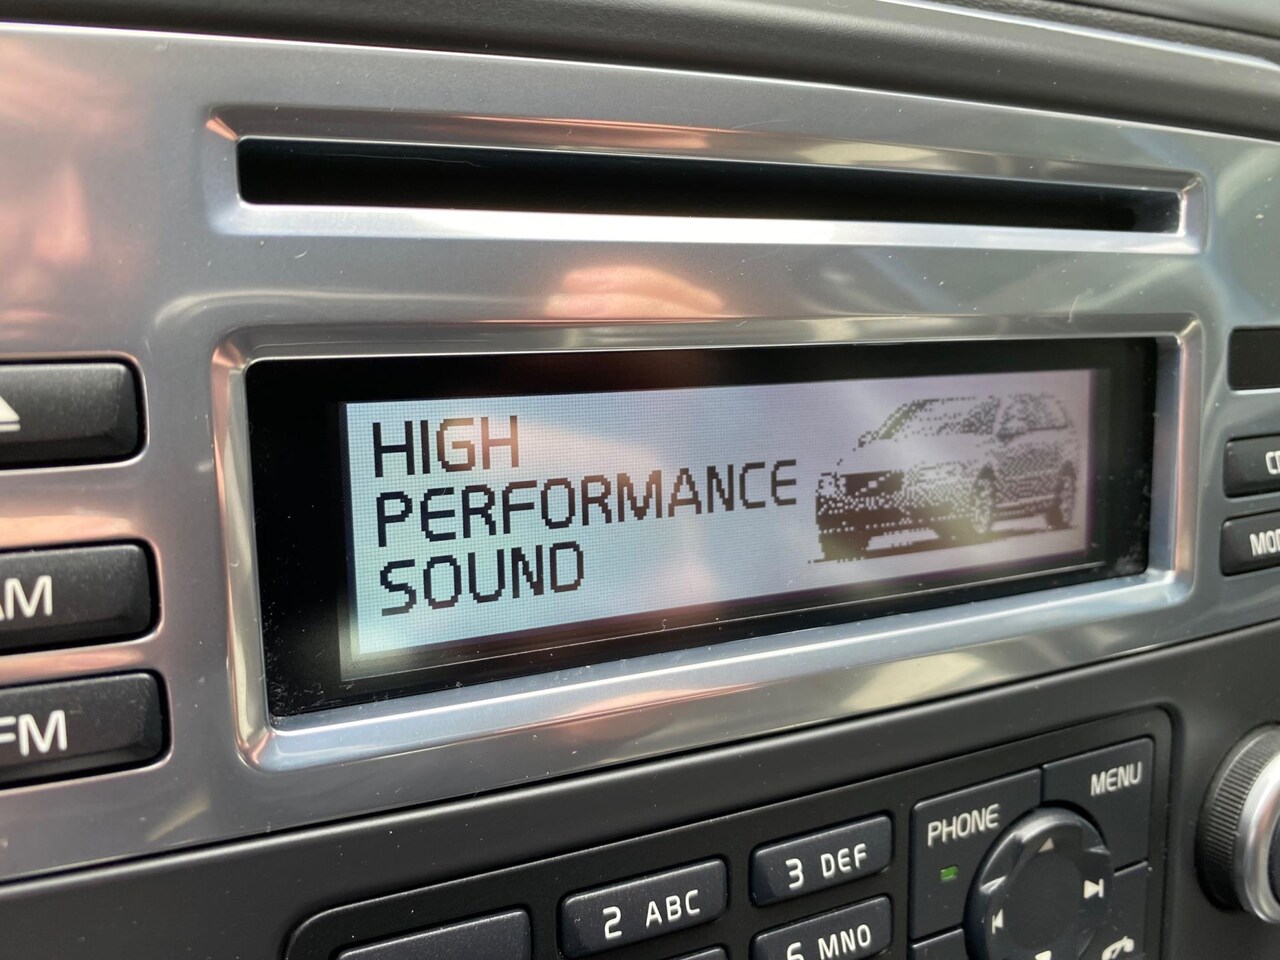 HIGH
PERFORMANCE
SOUND
AM
FM
MENU
PHONE
3 DEF
2 ABC
6 MNO